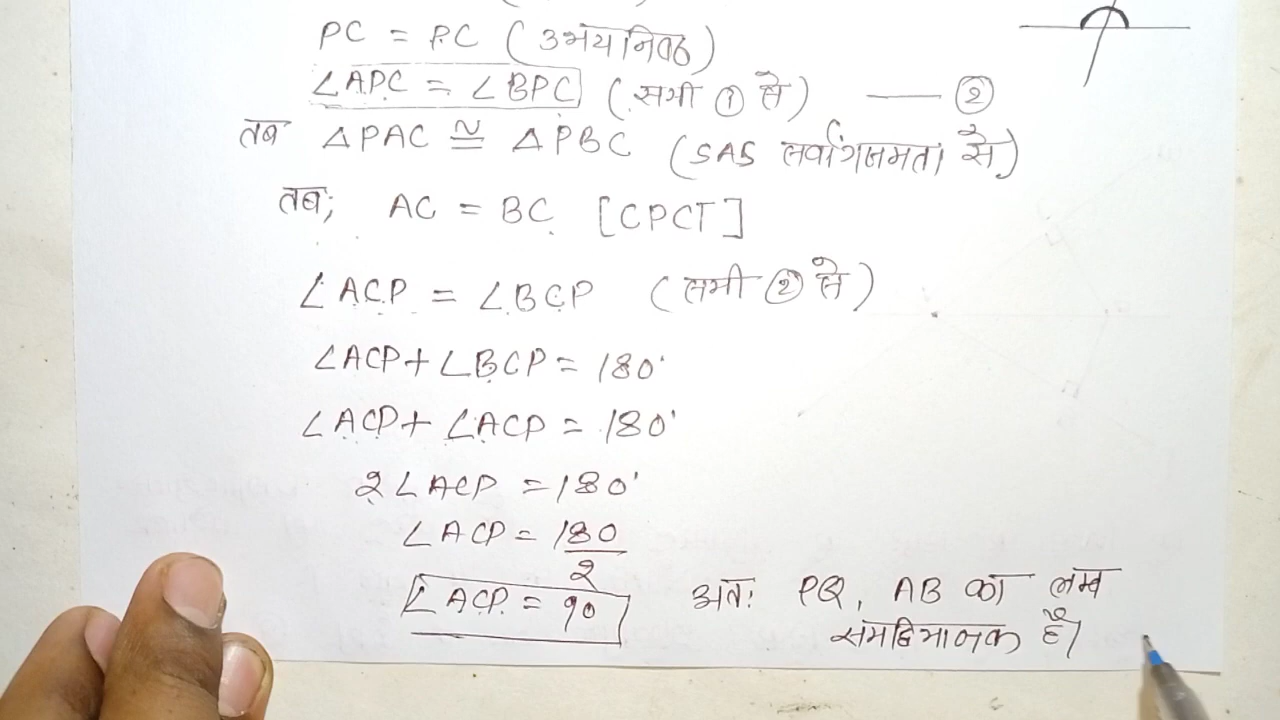 PC = PC (उभयनिष्ठ)
∠APC = ∠BPC (समी ① से) — ②
तब △PAC ≅ △PBC (SAS सर्वांगसमता से)
तब; AC = BC [CPCT]
∠ACP = ∠BCP (समी ② से)
∠ACP + ∠BCP = 180°
∠ACP + ∠ACP = 180°
2∠ACP = 180°
∠ACP = 180/2
∠ACP = 90
अतः PQ, AB का लम्ब
समद्विभाजक है।